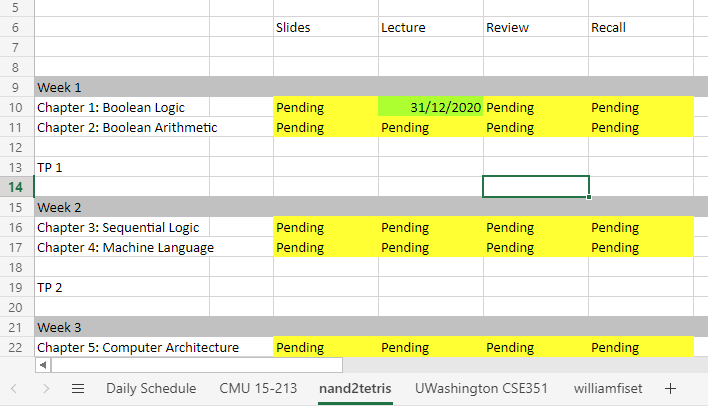 5
6 Slides Lecture Review Recall
7
8
9 Week 1
10 Chapter 1: Boolean Logic Pending 31/12/2020 Pending Pending
11 Chapter 2: Boolean Arithmetic Pending Pending Pending Pending
12
13 TP 1
14
15 Week 2
16 Chapter 3: Sequential Logic Pending Pending Pending Pending
17 Chapter 4: Machine Language Pending Pending Pending Pending
18
19 TP 2
20
21 Week 3
22 Chapter 5: Computer Architecture Pending Pending Pending Pending
Daily Schedule CMU 15-213 nand2tetris UWashington CSE351 williamfiset